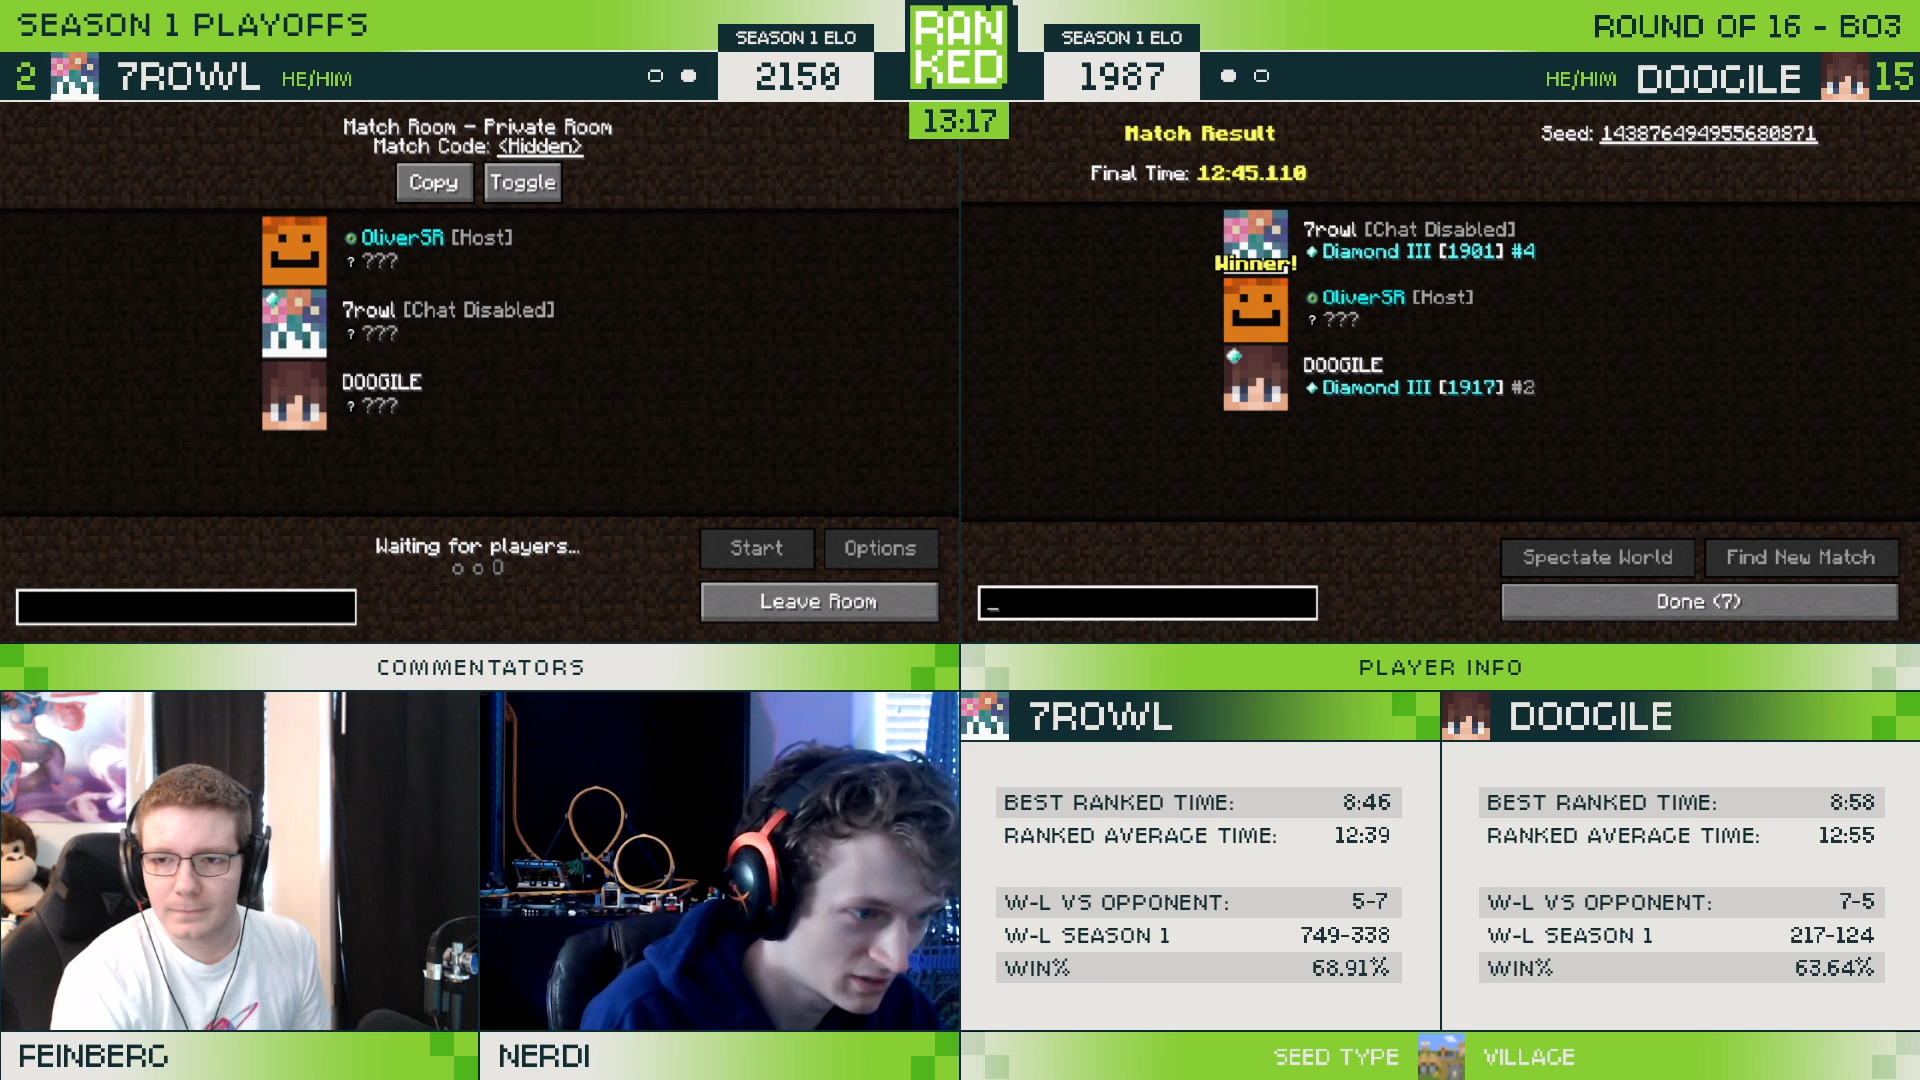 SEASON 1 PLAYOFFS
RANKED
ROUND OF 16 - BO3
2 7ROWL HE/HIM
SEASON 1 ELO
2150
SEASON 1 ELO
1987
HE/HIM DOOGILE 15
13:17
Match Room - Private Room
Match Code: <Hidden>
Copy
Toggle
OliverSR [Host]
? ???
7rowl [Chat Disabled]
? ???
DOOGILE
? ???
Waiting for players...
o o O
Start
Options
Leave Room
Match Result
Seed: 143876494955680871
Final Time: 12:45.110
7rowl [Chat Disabled]
Diamond III [1901] #4
Winner!
OliverSR [Host]
? ???
DOOGILE
Diamond III [1917] #2
Spectate World
Find New Match
_
Done (7)
COMMENTATORS
FEINBERG
NERDI
PLAYER INFO
7ROWL
BEST RANKED TIME: 8:46
RANKED AVERAGE TIME: 12:39
W-L VS OPPONENT: 5-7
W-L SEASON 1 749-338
WIN% 68.91%
DOOGILE
BEST RANKED TIME: 8:58
RANKED AVERAGE TIME: 12:55
W-L VS OPPONENT: 7-5
W-L SEASON 1 217-124
WIN% 63.64%
SEED TYPE VILLAGE